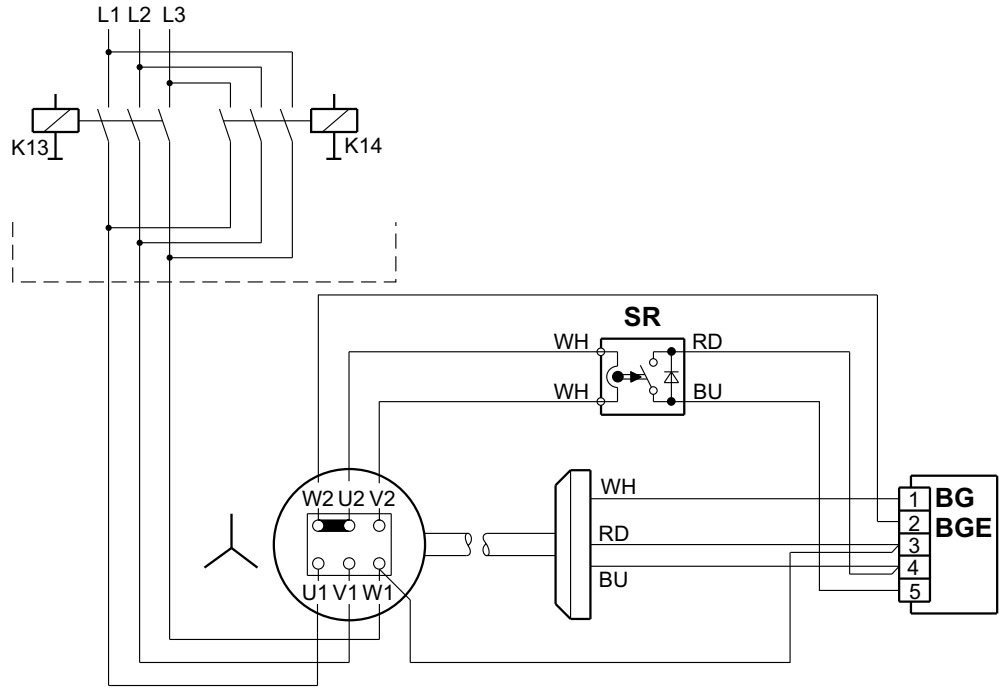 L1 L2 L3
K13
K14
SR
WH
RD
WH
BU
W2 U2 V2
U1 V1 W1
WH
RD
BU
1
2
3
4
5
BG
BGE